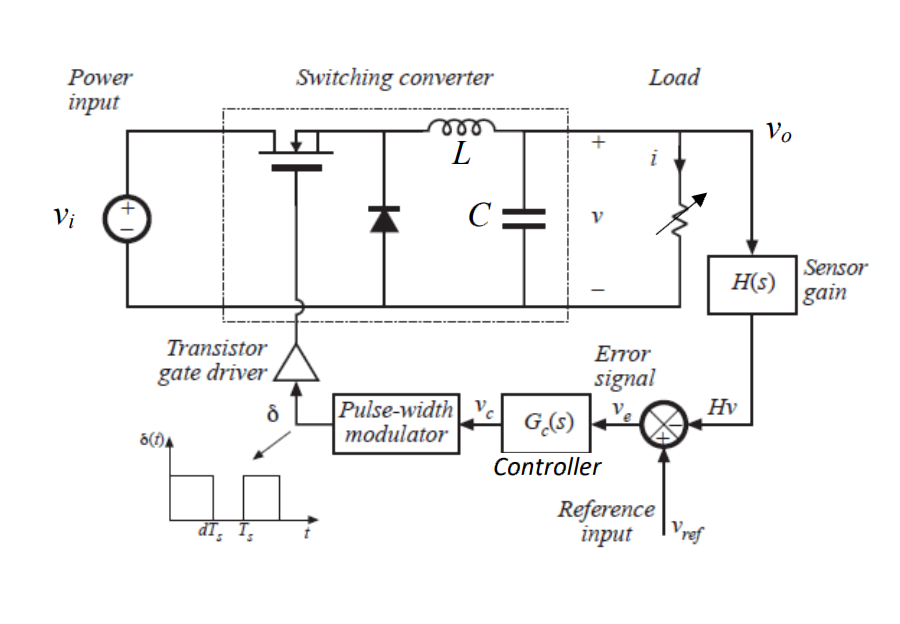 Power
input
Switching converter
Load
v_o
L
+
i
v_i
+
−
C
v
H(s)
Sensor
gain
−
Transistor
gate driver
Error
signal
δ
Pulse-width
modulator
v_c
G_c(s)
v_e
−
+
Hv
δ(t)
Controller
Reference
input
v_ref
dT_s
T_s
t